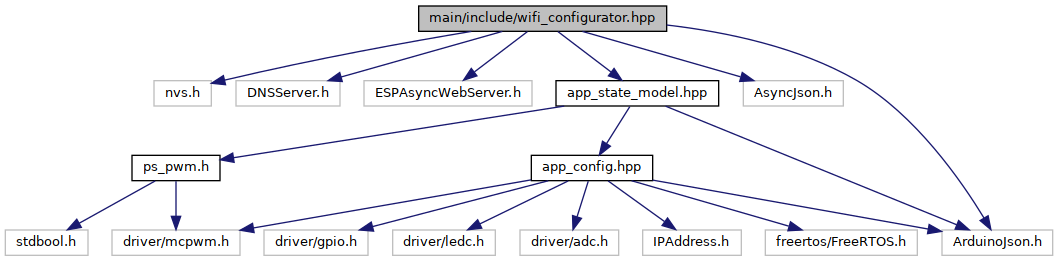 main/include/wifi_configurator.hpp
nvs.h
DNSServer.h
ESPAsyncWebServer.h
app_state_model.hpp
AsyncJson.h
ps_pwm.h
app_config.hpp
stdbool.h
driver/mcpwm.h
driver/gpio.h
driver/ledc.h
driver/adc.h
IPAddress.h
freertos/FreeRTOS.h
ArduinoJson.h